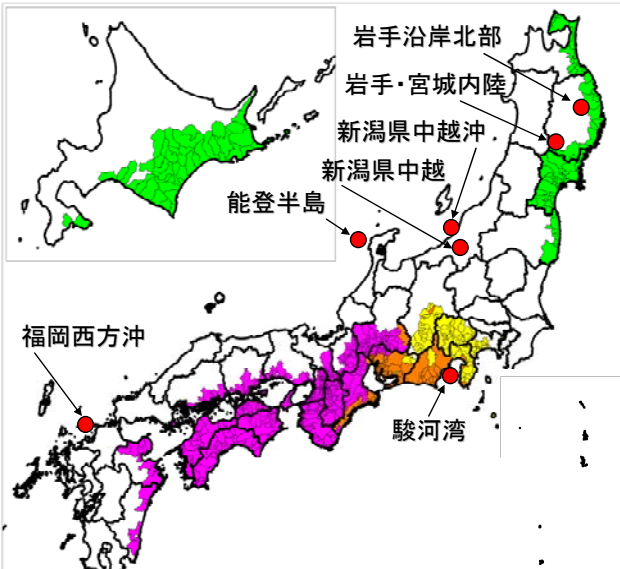 岩手沿岸北部
岩手・宮城内陸
新潟県中越沖
新潟県中越
能登半島
福岡西方沖
駿河湾